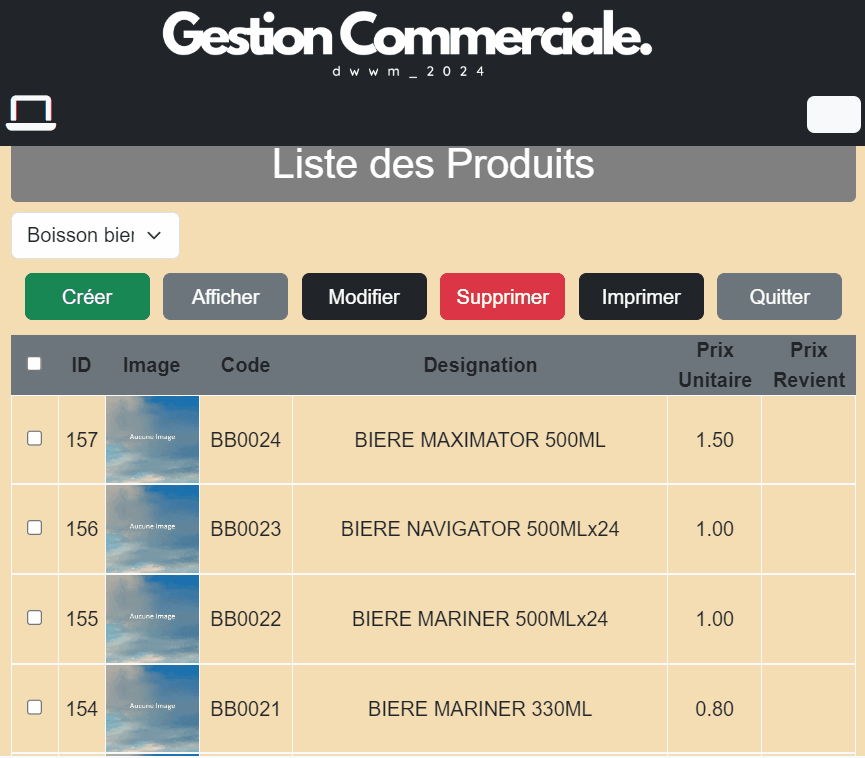 Gestion Commerciale.
dwwm_2024
Liste des Produits
Boisson bier
Créer Afficher Modifier Supprimer Imprimer Quitter
ID Image Code Designation Prix Unitaire Prix Revient
157 Aucune Image BB0024 BIERE MAXIMATOR 500ML 1.50
156 Aucune Image BB0023 BIERE NAVIGATOR 500MLx24 1.00
155 Aucune Image BB0022 BIERE MARINER 500MLx24 1.00
154 Aucune Image BB0021 BIERE MARINER 330ML 0.80